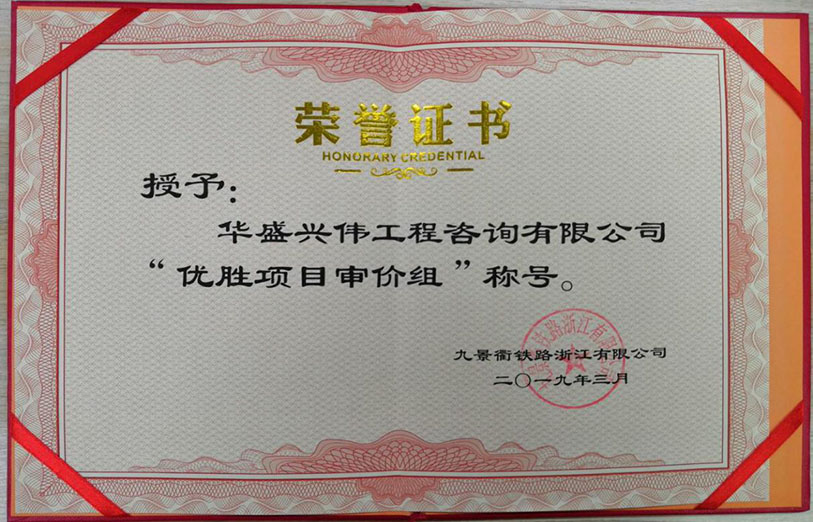 荣誉证书
HONORARY CREDENTIAL
授予：
华盛兴伟工程咨询有限公司
“优胜项目审价组”称号。
九景衢铁路浙江有限公司
二〇一九年三月